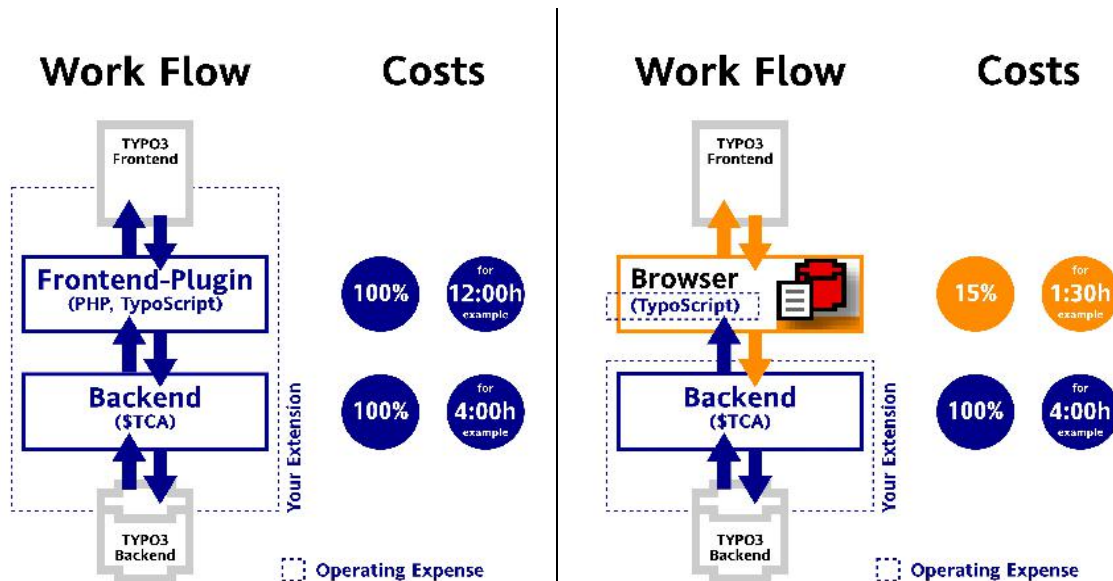 Work Flow
Costs
TYPO3
Frontend
Frontend-Plugin
(PHP, TypoScript)
100%
for
12:00h
example
Backend
($TCA)
100%
for
4:00h
example
Your Extension
TYPO3
Backend
Operating Expense
Work Flow
Costs
TYPO3
Frontend
Browser
(TypoScript)
15%
for
1:30h
example
Backend
($TCA)
100%
for
4:00h
example
Your Extension
TYPO3
Backend
Operating Expense